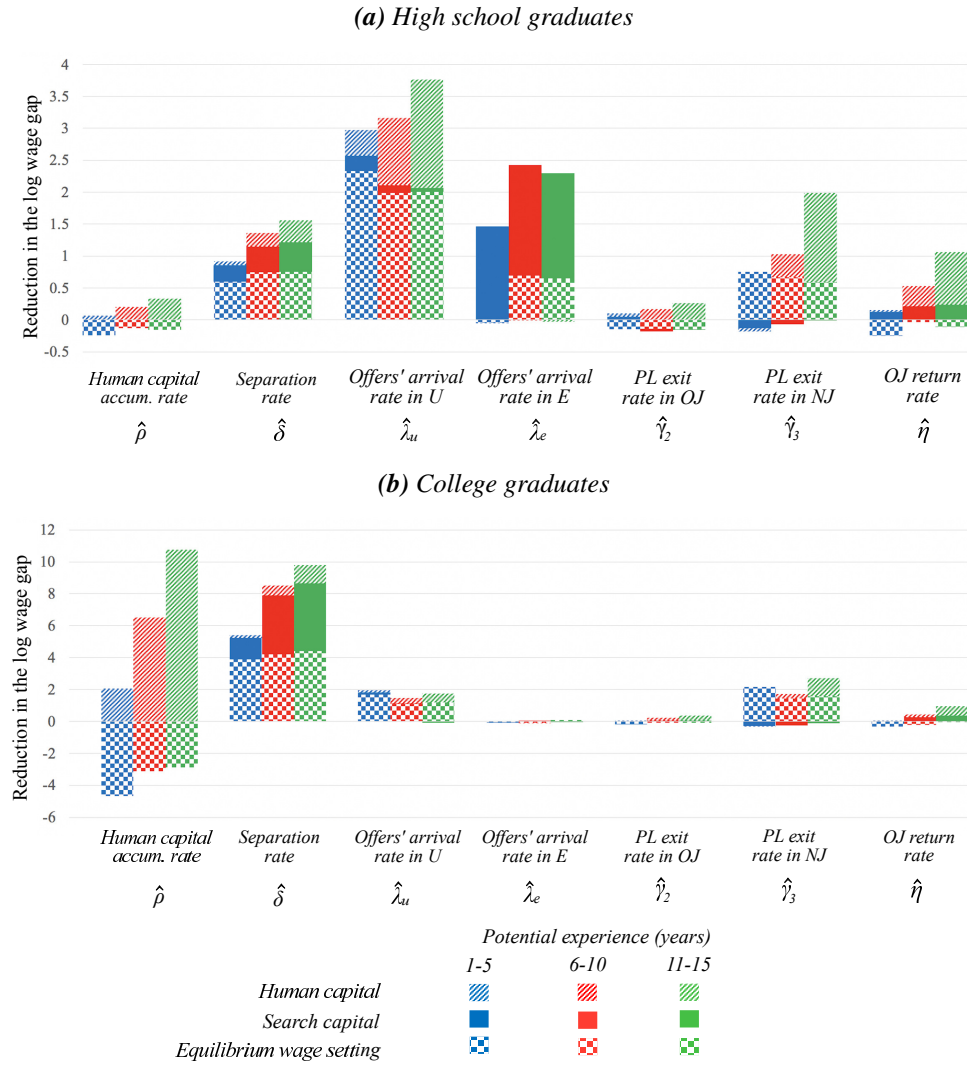 (a) High school graduates
Reduction in the log wage gap
4
3.5
3
2.5
2
1.5
1
0.5
0
-0.5
Human capital accum. rate
Separation rate
Offers' arrival rate in U
Offers' arrival rate in E
PL exit rate in OJ
PL exit rate in NJ
OJ return rate
ρ̂ δ̂ λ̂u λ̂e γ̂2 γ̂3 η̂
(b) College graduates
Reduction in the log wage gap
12
10
8
6
4
2
0
-2
-4
-6
Human capital accum. rate
Separation rate
Offers' arrival rate in U
Offers' arrival rate in E
PL exit rate in OJ
PL exit rate in NJ
OJ return rate
ρ̂ δ̂ λ̂u λ̂e γ̂2 γ̂3 η̂
Potential experience (years)
1-5 6-10 11-15
Human capital
Search capital
Equilibrium wage setting